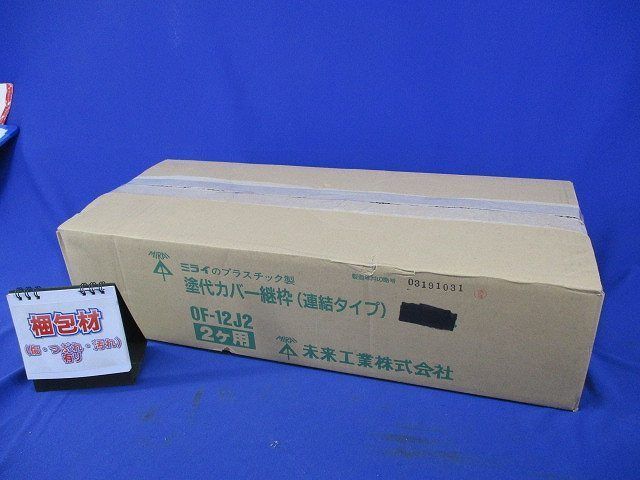 MIRAI
ミライのプラスチック製
塗代カバー継枠(連結タイプ)
OF-12J2
2ケ用
MIRAI
未来工業株式会社
03191031
梱包材
(傷・つぶれ・汚れ)
有り